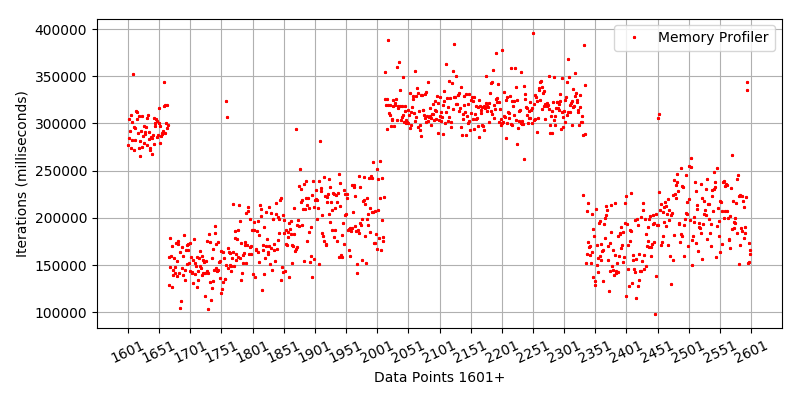 400000
350000
300000
250000
200000
150000
100000
Iterations (milliseconds)
Memory Profiler
1601 1651 1701 1751 1801 1851 1901 1951 2001 2051 2101 2151 2201 2251 2301 2351 2401 2451 2501 2551 2601
Data Points 1601+